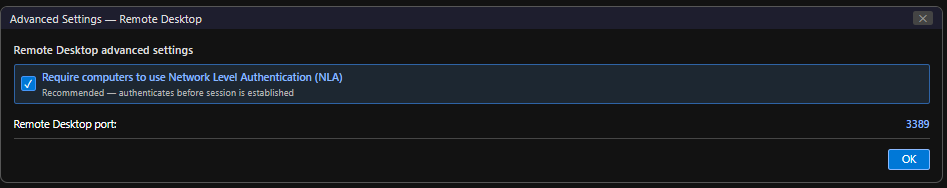 Advanced Settings — Remote Desktop
Remote Desktop advanced settings
Require computers to use Network Level Authentication (NLA)
Recommended — authenticates before session is established
Remote Desktop port: 3389
OK